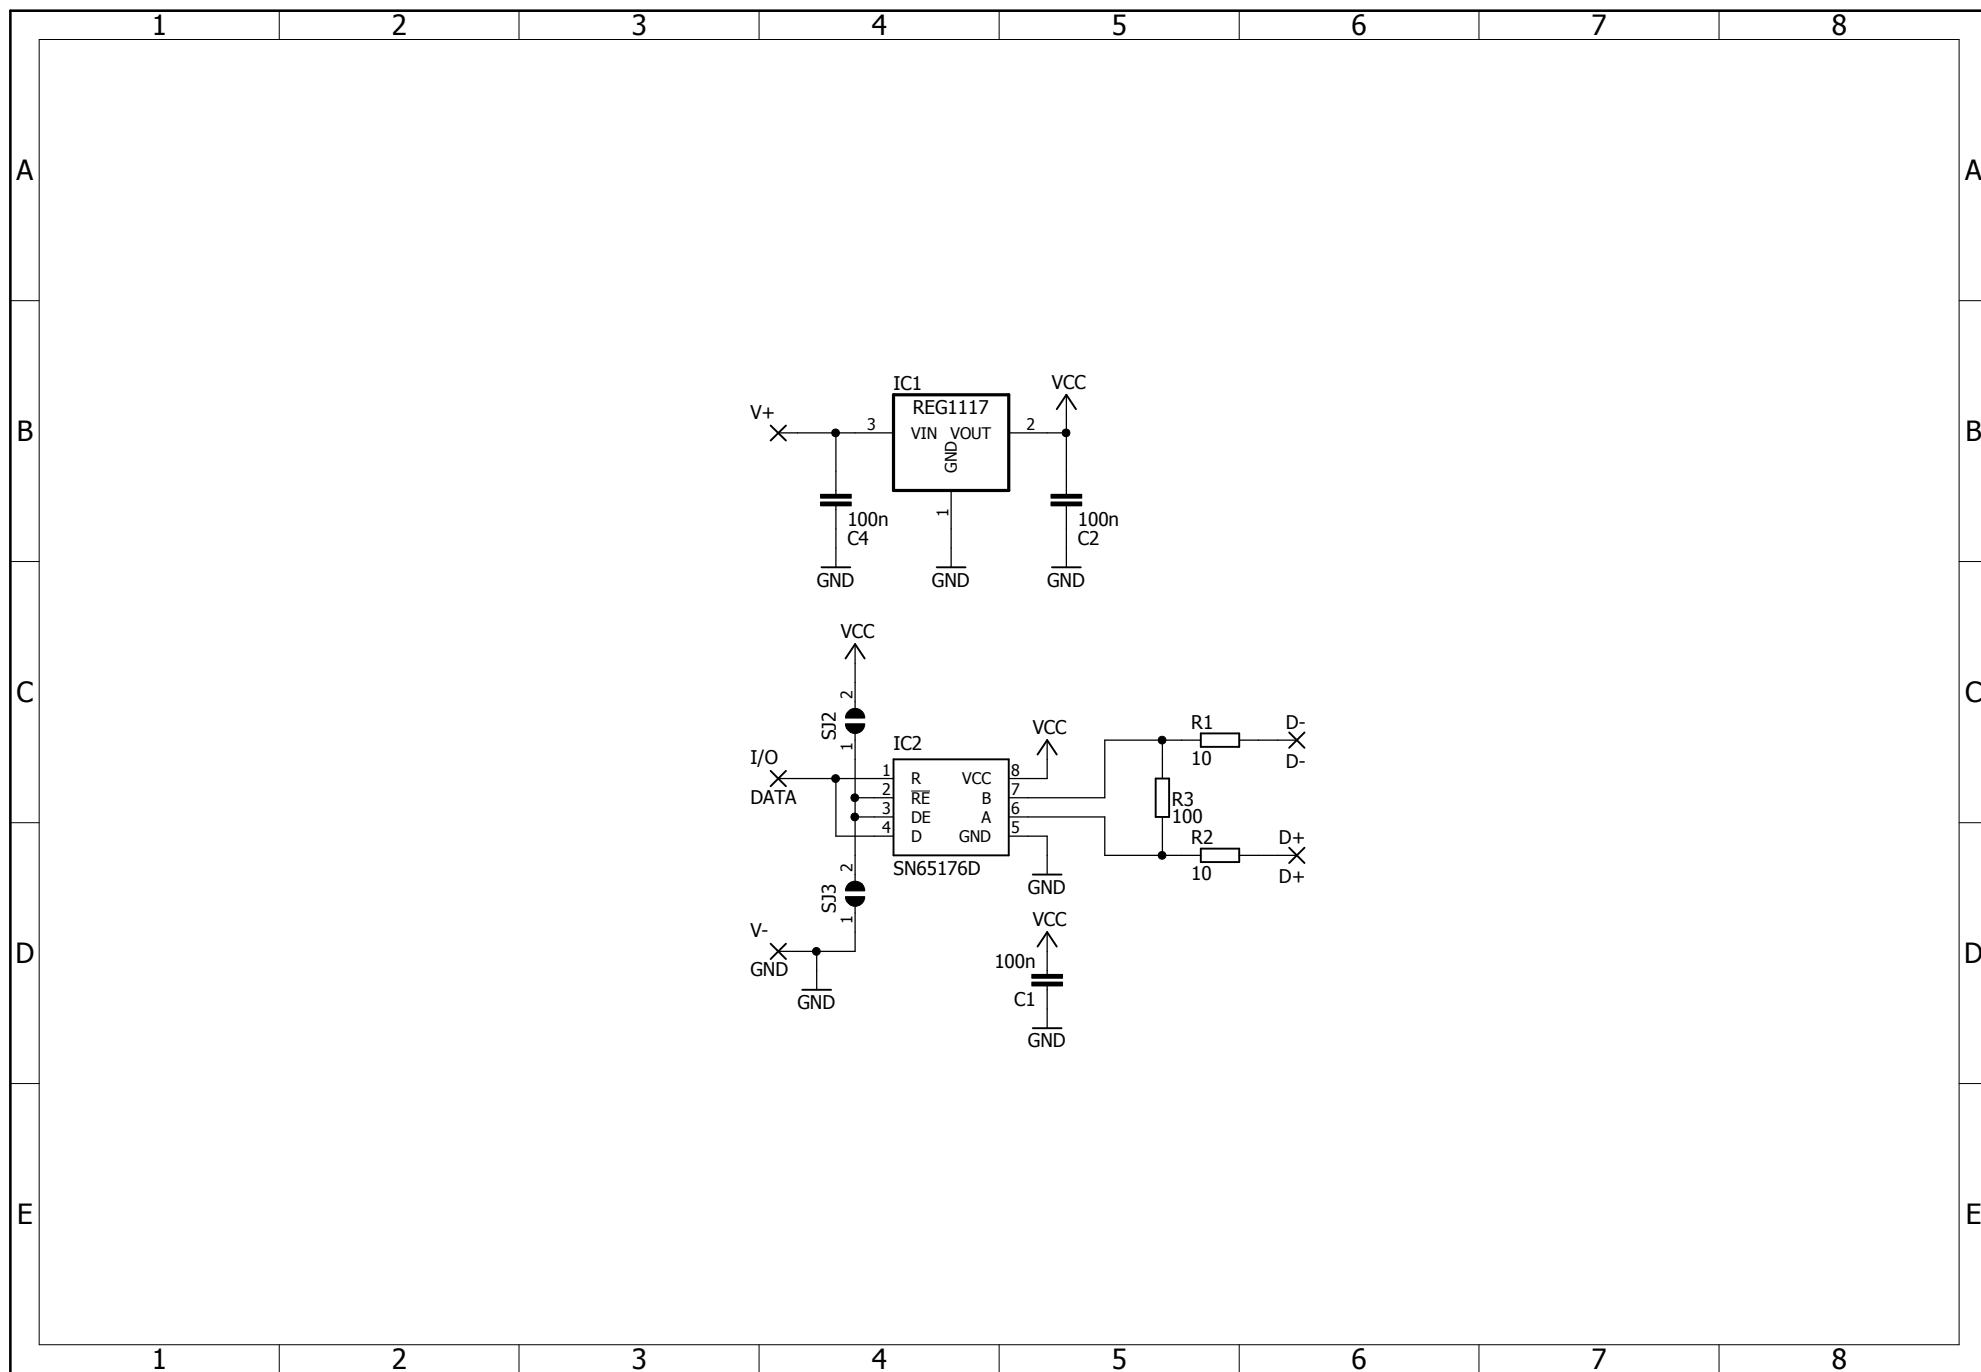 1 2 3 4 5 6 7 8
A A
IC1
VCC
REG1117
V+
3
VIN VOUT
2
B B
GND
1
100n
C4
100n
C2
GND
GND
GND
VCC
2
SJ2
1
C C
IC2
VCC
R1
10
D-
D-
I/O
DATA
1 R VCC 8
2 RE B 7
3 DE A 6
4 D GND 5
SN65176D
R3
100
R2
10
D+
D+
2
SJ3
1
GND
VCC
V-
GND
GND
100n
C1
GND
D D
E E
1 2 3 4 5 6 7 8